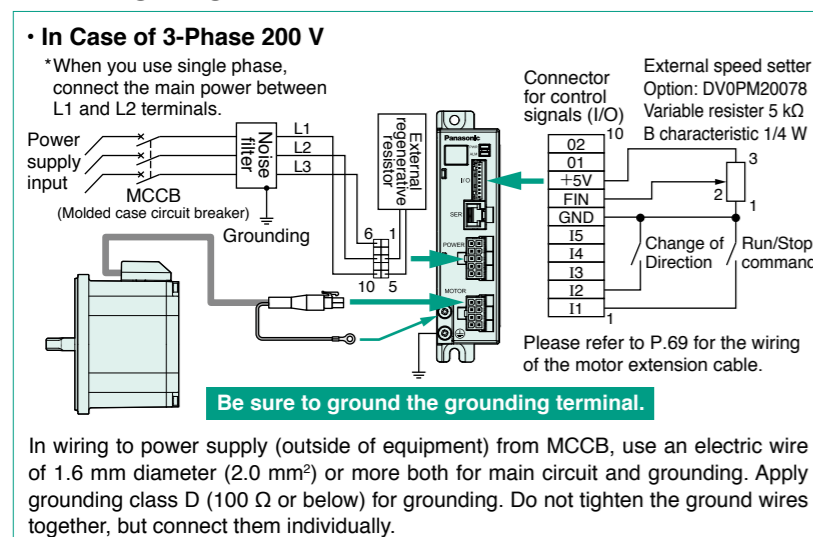 • In Case of 3-Phase 200 V
*When you use single phase,
connect the main power between
L1 and L2 terminals.
Power
supply
input
MCCB
(Molded case circuit breaker)
Noise
filter
Grounding
L1
L2
L3
External
regenerative
resistor
6 1
10 5
Panasonic
I/O
SER
POWER
MOTOR
Connector
for control
signals (I/O)
External speed setter
Option: DV0PM20078
Variable resister 5 kΩ
B characteristic 1/4 W
10
02
01
+5V
FIN
GND
I5
I4
I3
I2
I1
1
3
2
1
Change of
Direction
Run/Stop
command
Please refer to P.69 for the wiring
of the motor extension cable.
Be sure to ground the grounding terminal.
In wiring to power supply (outside of equipment) from MCCB, use an electric wire
of 1.6 mm diameter (2.0 mm²) or more both for main circuit and grounding. Apply
grounding class D (100 Ω or below) for grounding. Do not tighten the ground wires
together, but connect them individually.